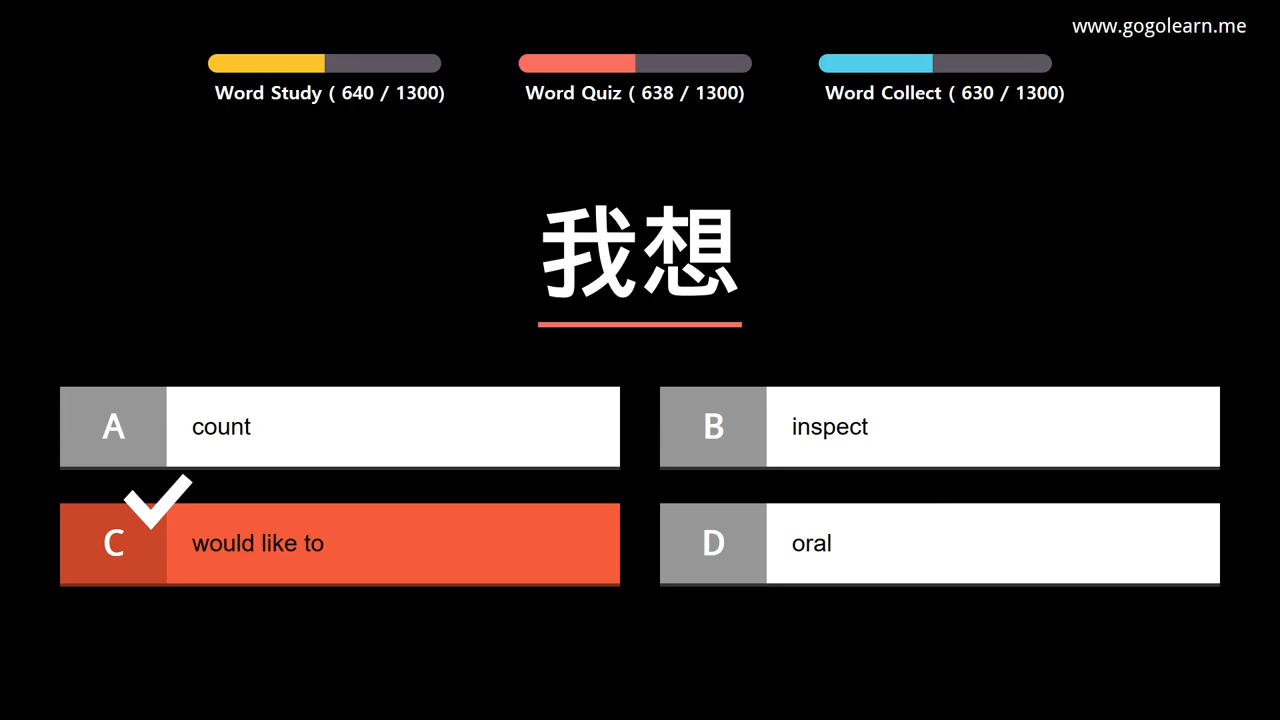 www.gogolearn.me
Word Study ( 640 / 1300)
Word Quiz ( 638 / 1300)
Word Collect ( 630 / 1300)
我想
A count
B inspect
C would like to
D oral